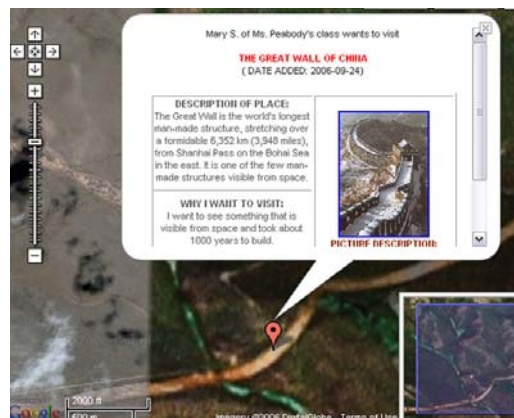 Mary S. of Ms. Peabody's class wants to visit
THE GREAT WALL OF CHINA
( DATE ADDED: 2006-09-24)
DESCRIPTION OF PLACE:
The Great Wall is the world's longest
man-made structure, stretching over
a formidable 6,352 km (3,948 miles),
from Shanhai Pass on the Bohai Sea
in the east. It is one of the few man-
made structures visible from space.
WHY I WANT TO VISIT:
I want to see something that is
visible from space and took about
1000 years to build.
PICTURE DESCRIPTION:
Google
2000 ft
500 m
Imagery ©2006 DigitalGlobe - Terms of Use